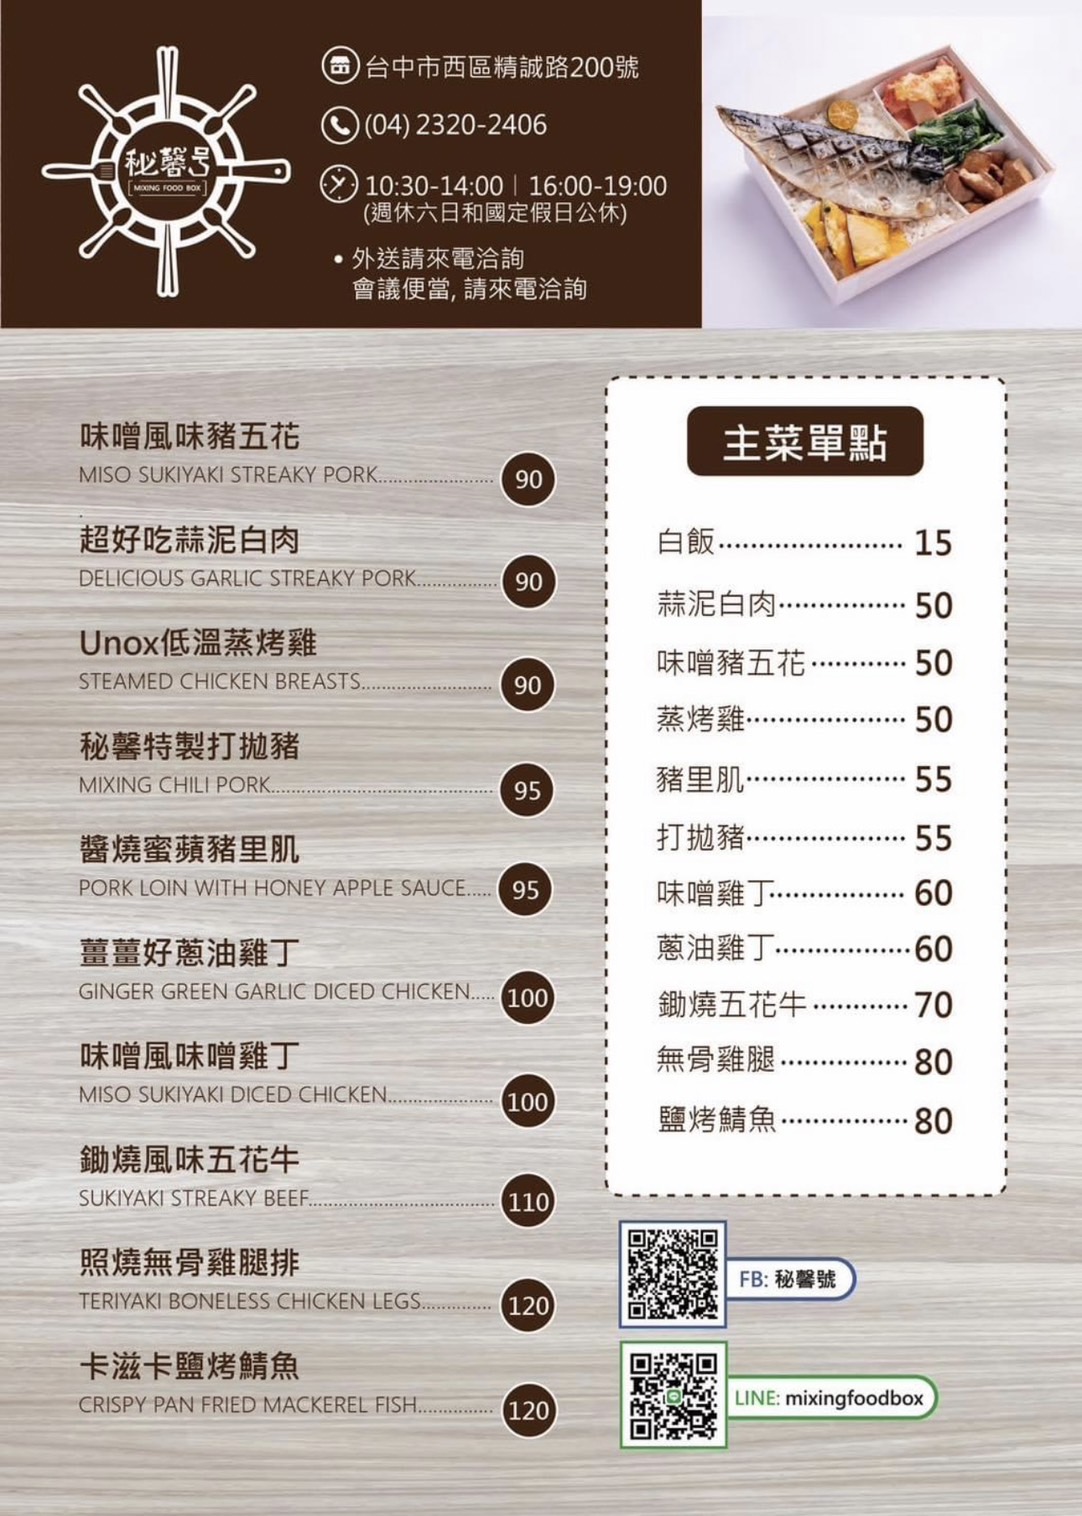 秘馨号
MIXING FOOD BOX
台中市西區精誠路200號
(04) 2320-2406
10:30-14:00 | 16:00-19:00
(週休六日和國定假日公休)
• 外送請來電洽詢
會議便當, 請來電洽詢
味噌風味豬五花
MISO SUKIYAKI STREAKY PORK...................... 90
超好吃蒜泥白肉
DELICIOUS GARLIC STREAKY PORK............... 90
Unox低溫蒸烤雞
STEAMED CHICKEN BREASTS......................... 90
秘馨特製打拋豬
MIXING CHILI PORK.......................................... 95
醬燒蜜蘋豬里肌
PORK LOIN WITH HONEY APPLE SAUCE..... 95
薑薑好蔥油雞丁
GINGER GREEN GARLIC DICED CHICKEN..... 100
味噌風味噌雞丁
MISO SUKIYAKI DICED CHICKEN.................... 100
鋤燒風味五花牛
SUKIYAKI STREAKY BEEF................................... 110
照燒無骨雞腿排
TERIYAKI BONELESS CHICKEN LEGS............. 120
卡滋卡鹽烤鯖魚
CRISPY PAN FRIED MACKEREL FISH.............. 120
主菜單點
白飯······················· 15
蒜泥白肉················ 50
味噌豬五花············ 50
蒸烤雞···················· 50
豬里肌···················· 55
打拋豬···················· 55
味噌雞丁················· 60
蔥油雞丁·················60
鋤燒五花牛············ 70
無骨雞腿················ 80
鹽烤鯖魚················ 80
FB: 秘馨號
LINE: mixingfoodbox